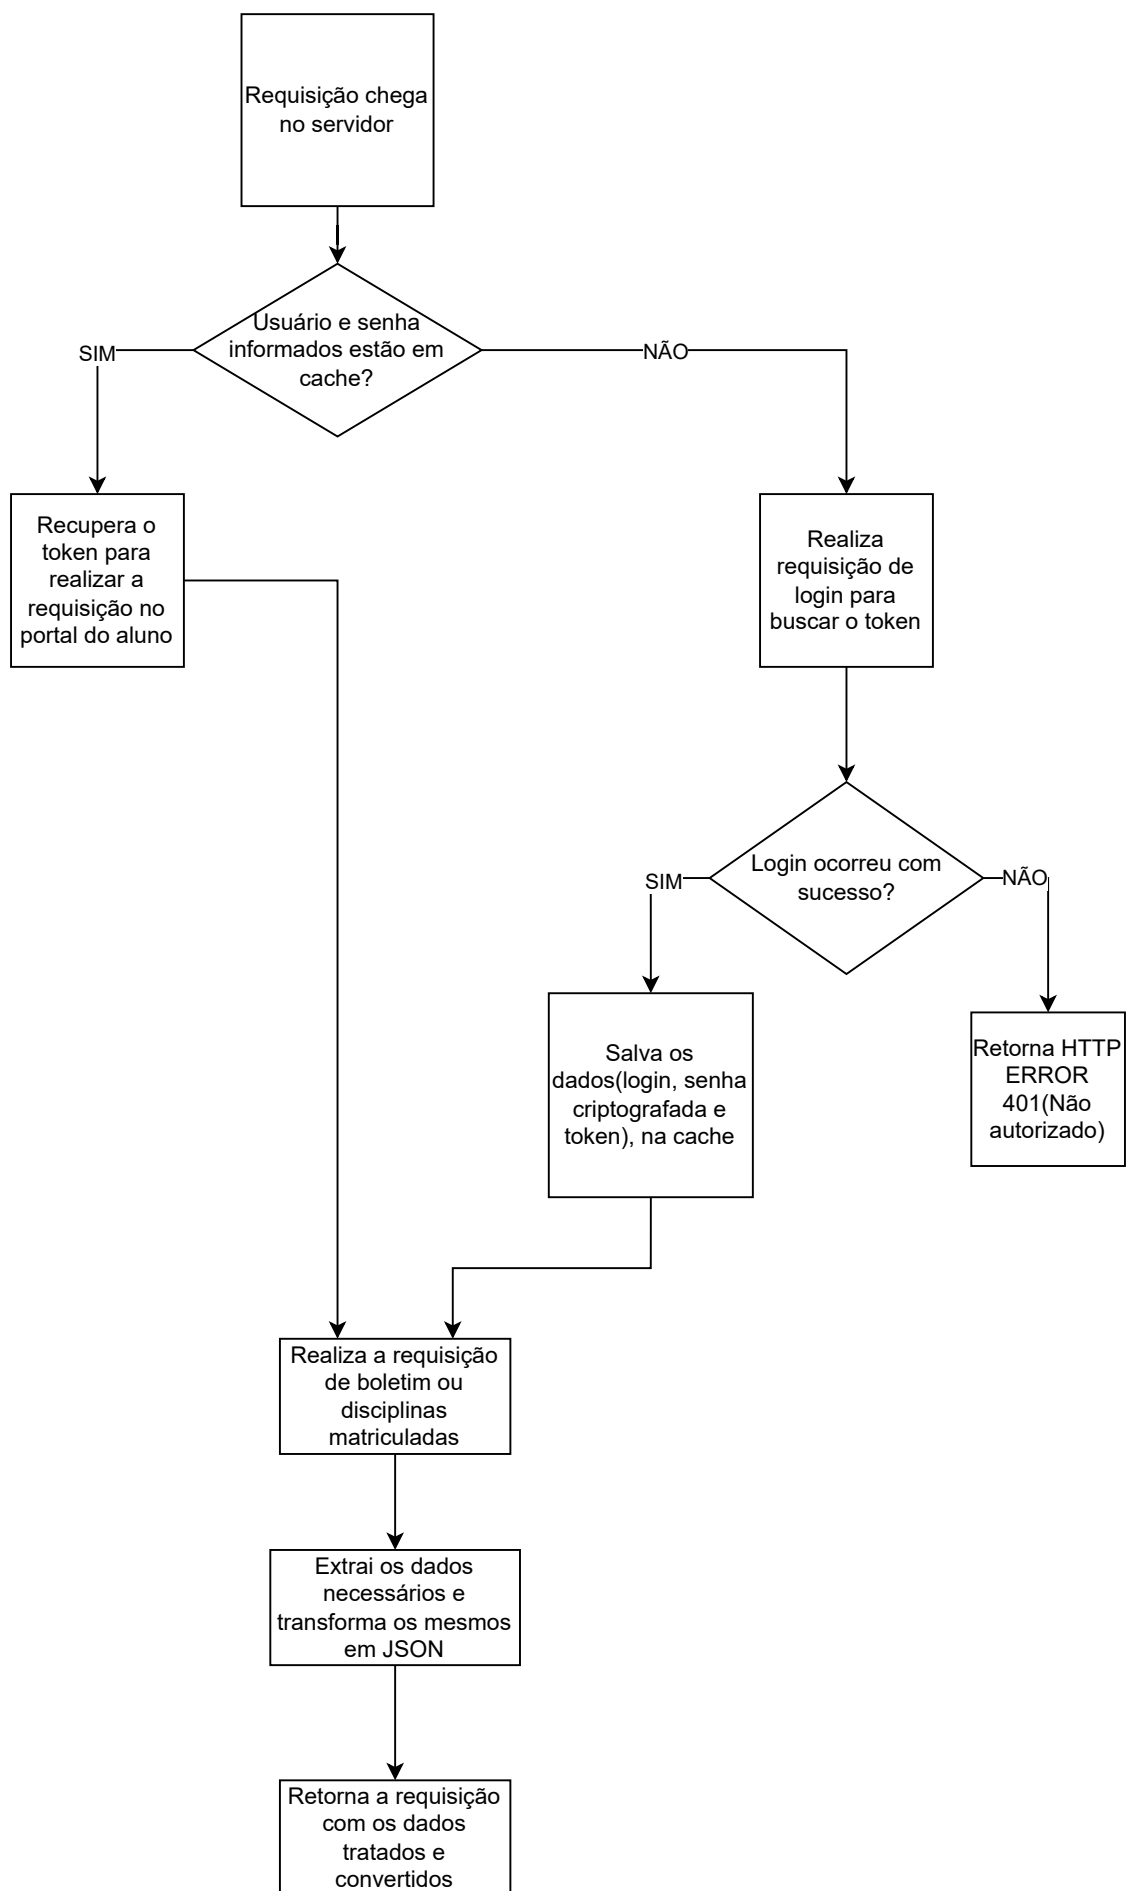 Requisição chega
no servidor
Usuário e senha
informados estão em
cache?
SIM
NÃO
Recupera o
token para
realizar a
requisição no
portal do aluno
Realiza
requisição de
login para
buscar o token
Login ocorreu com
sucesso?
SIM
NÃO
Salva os
dados(login, senha
criptografada e
token), na cache
Retorna HTTP
ERROR
401(Não
autorizado)
Realiza a requisição
de boletim ou
disciplinas
matriculadas
Extrai os dados
necessários e
transforma os mesmos
em JSON
Retorna a requisição
com os dados
tratados e
convertidos